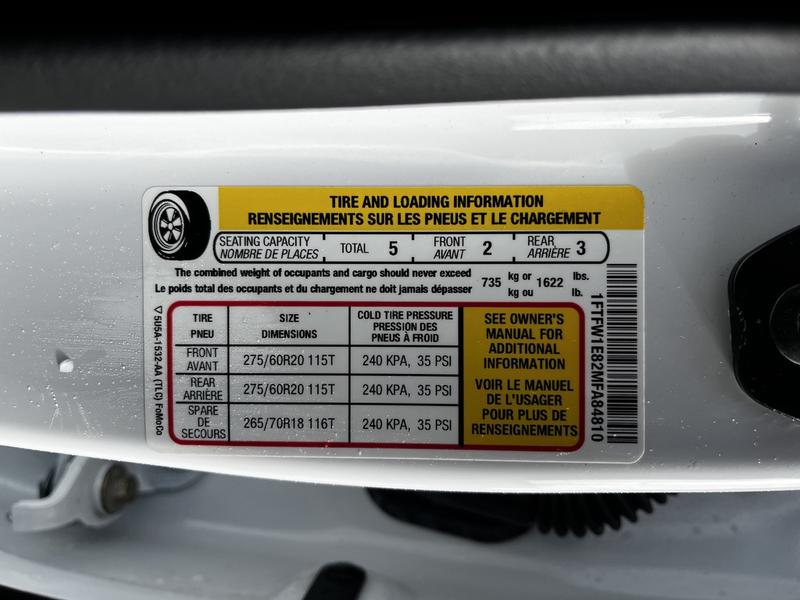 TIRE AND LOADING INFORMATION
RENSEIGNEMENTS SUR LES PNEUS ET LE CHARGEMENT
SEATING CAPACITY
NOMBRE DE PLACES
TOTAL 5
FRONT
AVANT 2
REAR
ARRIÈRE 3
The combined weight of occupants and cargo should never exceed
Le poids total des occupants et du chargement ne doit jamais dépasser
735 kg or
kg ou 1622 lbs.
lb.
TIRE
PNEU
SIZE
DIMENSIONS
COLD TIRE PRESSURE
PRESSION DES
PNEUS À FROID
FRONT
AVANT
275/60R20 115T
240 KPA, 35 PSI
REAR
ARRIÈRE
275/60R20 115T
240 KPA, 35 PSI
SPARE
DE
SECOURS
265/70R18 116T
240 KPA, 35 PSI
SEE OWNER'S
MANUAL FOR
ADDITIONAL
INFORMATION
VOIR LE MANUEL
DE L'USAGER
POUR PLUS DE
RENSEIGNEMENTS
5U5A-1532-AA (TLC) FoMoCo
1FTFW1E82MFA84810